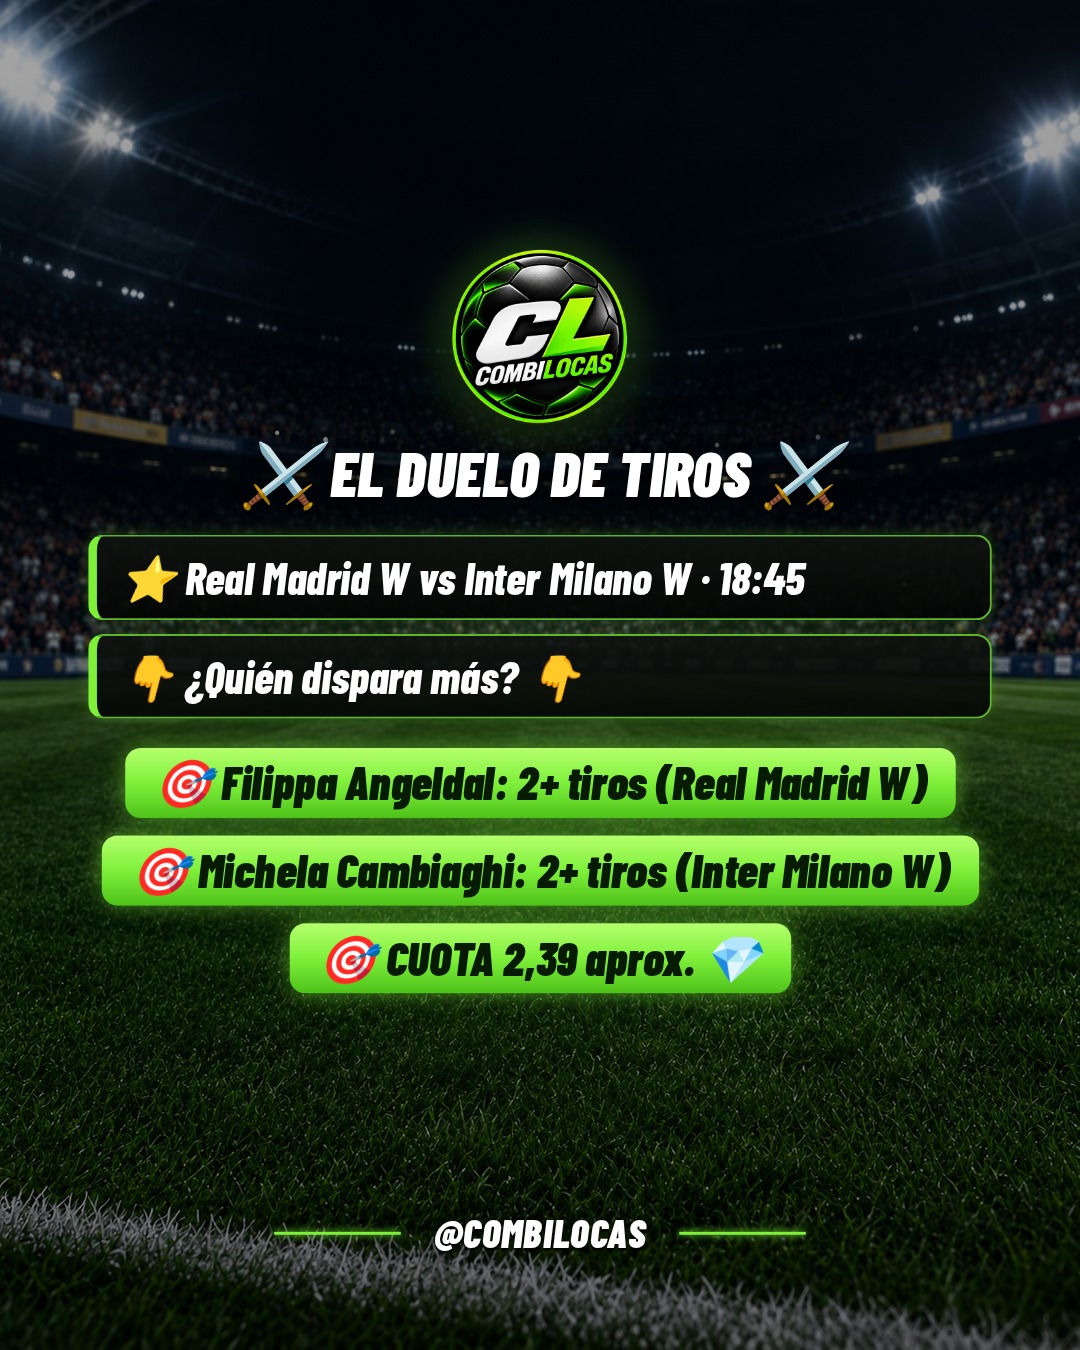 CL
COMBILOCAS
⚔️ EL DUELO DE TIROS ⚔️
⭐ Real Madrid W vs Inter Milano W · 18:45
👇 ¿Quién dispara más? 👇
🎯 Filippa Angeldal: 2+ tiros (Real Madrid W)
🎯 Michela Cambiaghi: 2+ tiros (Inter Milano W)
🎯 CUOTA 2,39 aprox. 💎
@COMBILOCAS